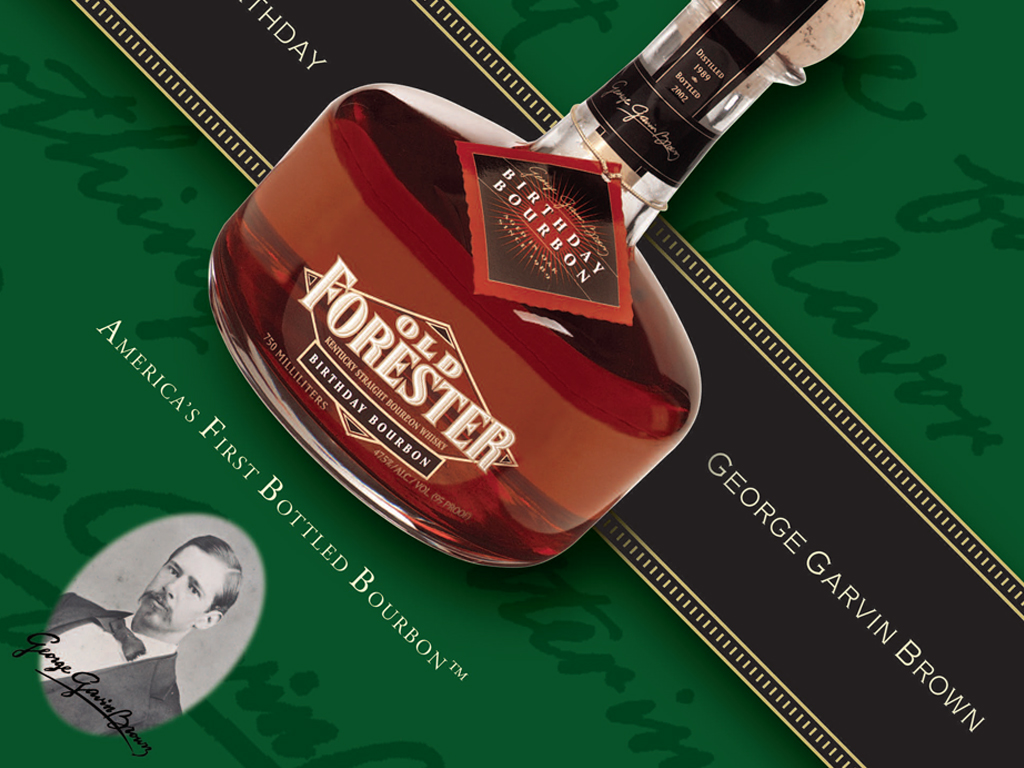 THDAY
DISTILLED
1989
BOTTLED
2002
George Garvin Brown
BIRTHDAY
BOURBON
OLD
FORESTER
KENTUCKY STRAIGHT BOURBON WHISKY
BIRTHDAY BOURBON
750 MILLILITERS
47.5%/ALC/VOL (95 PROOF)
AMERICA'S FIRST BOTTLED BOURBON™
GEORGE GARVIN BROWN
George Garvin Brown
flavor